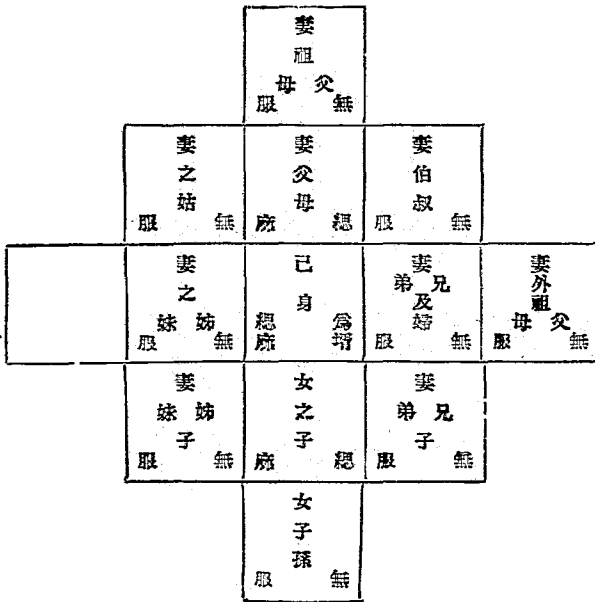 妻祖父母
無服
妻伯叔
無服
妻父母
緦麻
妻之姑
無服
妻外祖父母
無服
妻兄弟及婦
無服
己身
爲壻緦麻
妻之姊妹
無服
妻兄弟子
無服
女之子
緦麻
妻姊妹子
無服
女子孫
無服